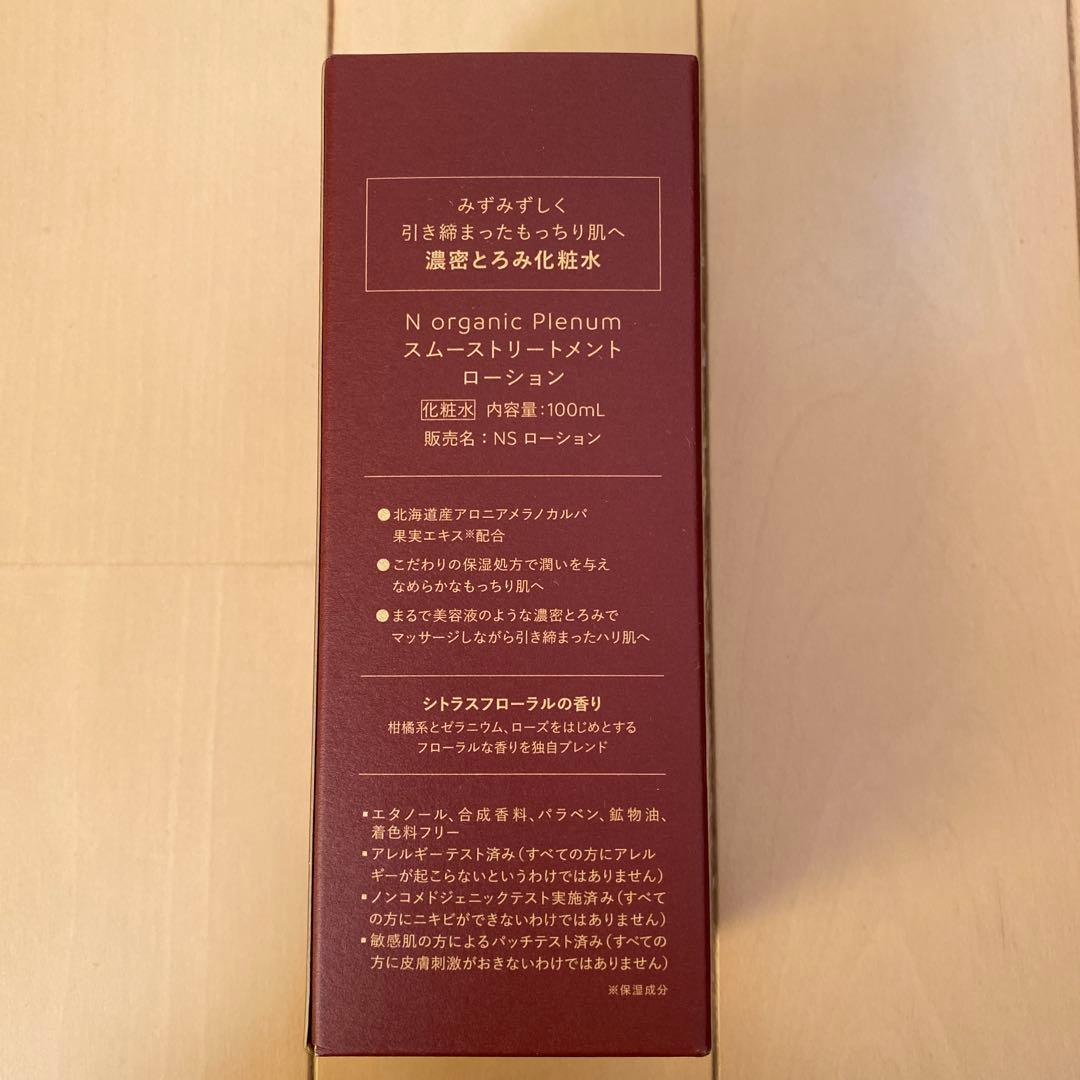 みずみずしく
引き締まったもっちり肌へ
濃密とろみ化粧水
N organic Plenum
スムーストリートメント
ローション
化粧水 内容量：100mL
販売名：NS ローション
●北海道産アロニアメラノカルパ
果実エキス※配合
●こだわりの保湿処方で潤いを与え
なめらかなもっちり肌へ
●まるで美容液のような濃密とろみで
マッサージしながら引き締まったハリ肌へ
シトラスフローラルの香り
柑橘系とゼラニウム、ローズをはじめとする
フローラルな香りを独自ブレンド
▪エタノール、合成香料、パラベン、鉱物油、
着色料フリー
▪アレルギーテスト済み（すべての方にアレル
ギーが起こらないというわけではありません）
▪ノンコメドジェニックテスト実施済み（すべて
の方にニキビができないわけではありません）
▪敏感肌の方によるパッチテスト済み（すべての
方に皮膚刺激がおきないわけではありません）
※保湿成分